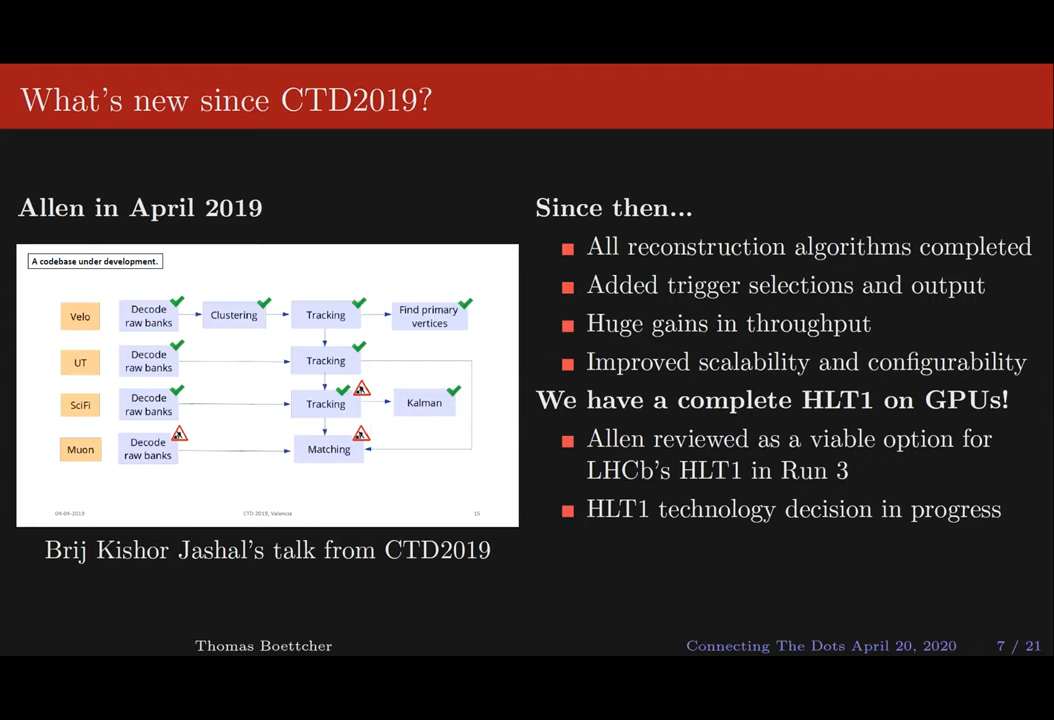 What's new since CTD2019?
Allen in April 2019
A codebase under development.
Velo
Decode
raw banks
Clustering
Tracking
Find primary
vertices
UT
Decode
raw banks
Tracking
SciFi
Decode
raw banks
Tracking
Kalman
Muon
Decode
raw banks
Matching
04-04-2019
CTD 2019, Valencia
15
Brij Kishor Jashal's talk from CTD2019
Since then...
All reconstruction algorithms completed
Added trigger selections and output
Huge gains in throughput
Improved scalability and configurability
We have a complete HLT1 on GPUs!
Allen reviewed as a viable option for
LHCb's HLT1 in Run 3
HLT1 technology decision in progress
Thomas Boettcher
Connecting The Dots April 20, 2020
7 / 21